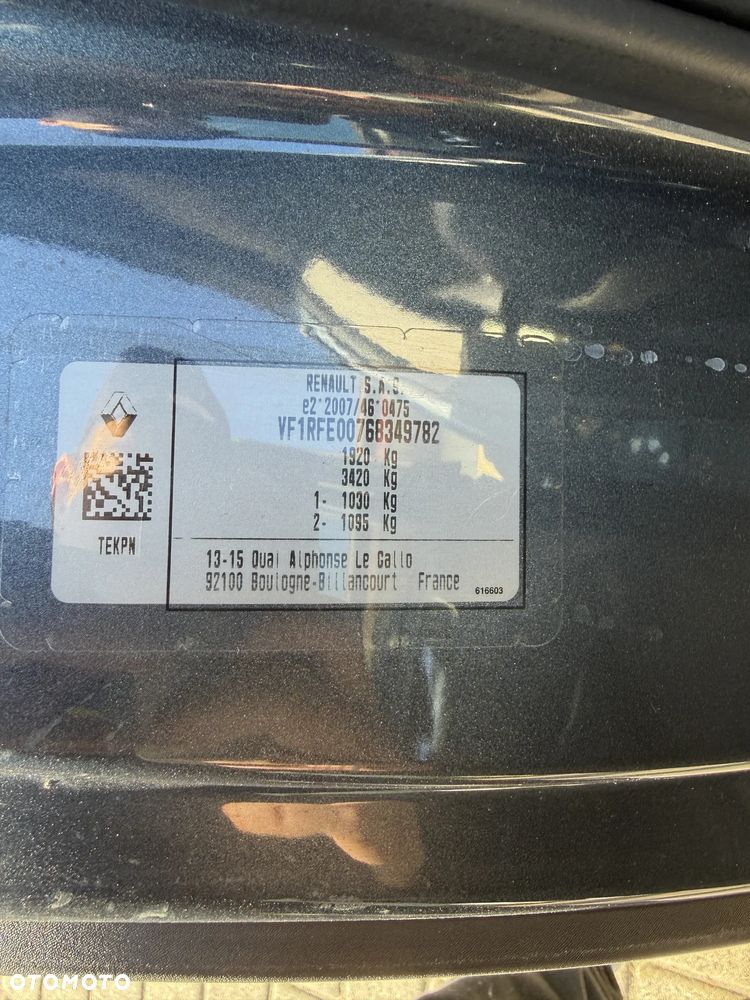 RENAULT S.A.S.
e2*2007/46*0475
VF1RFE00768349782
1920 Kg
3420 Kg
1- 1030 Kg
2- 1095 Kg
TEKPN
13-15 Quai Alphonse Le Gallo
92100 Boulogne-Billancourt France
616603
OTOMOTO